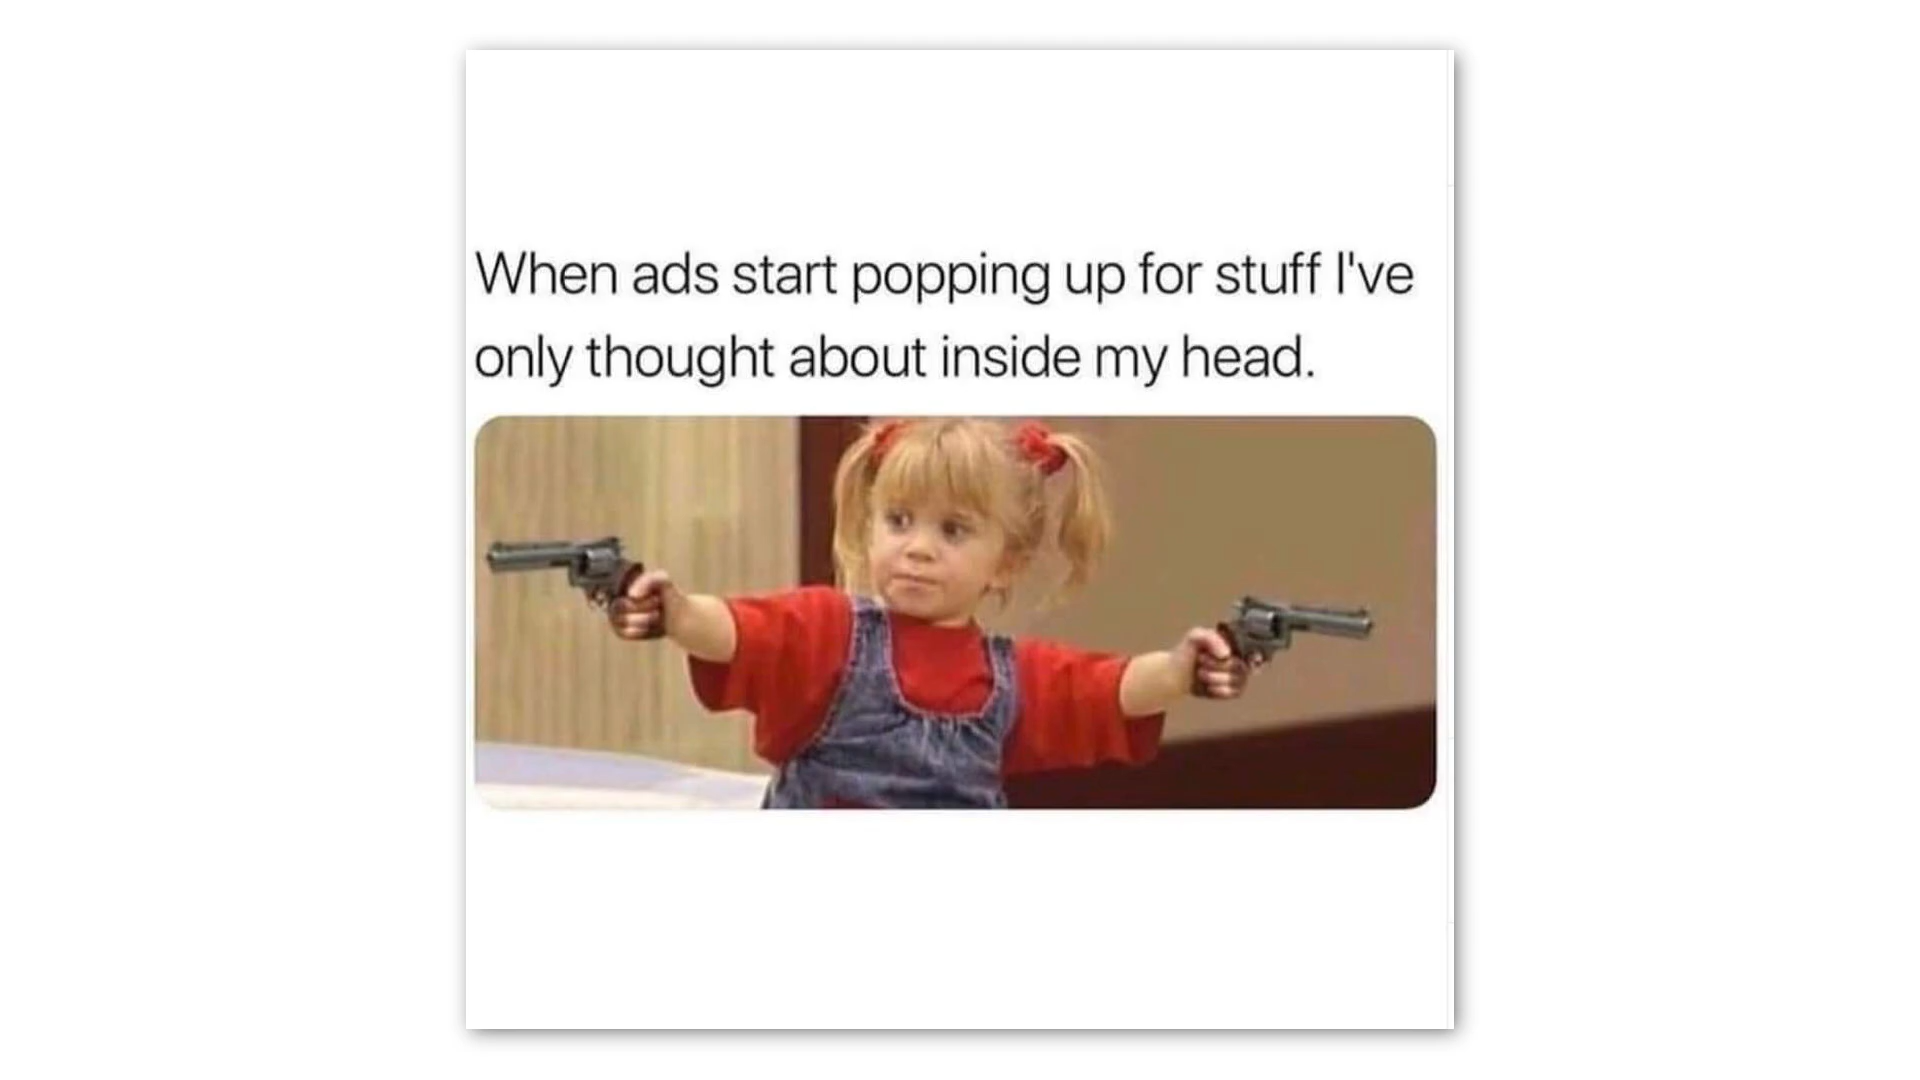 When ads start popping up for stuff I've
only thought about inside my head.